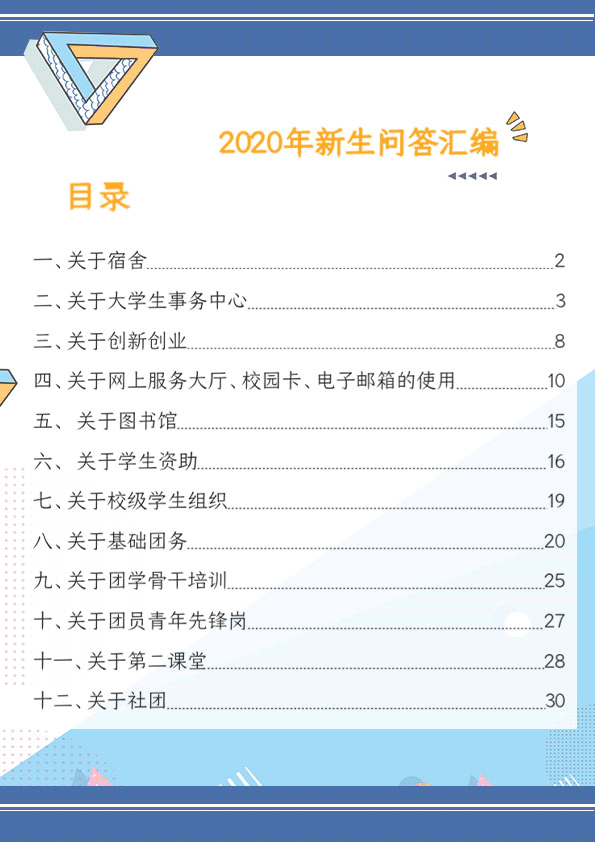 2020年新生问答汇编
目录
一、关于宿舍 2
二、关于大学生事务中心 3
三、关于创新创业 8
四、关于网上服务大厅、校园卡、电子邮箱的使用 10
五、 关于图书馆 15
六、 关于学生资助 16
七、关于校级学生组织 19
八、关于基础团务 20
九、关于团学骨干培训 25
十、关于团员青年先锋岗 27
十一、关于第二课堂 28
十二、关于社团 30